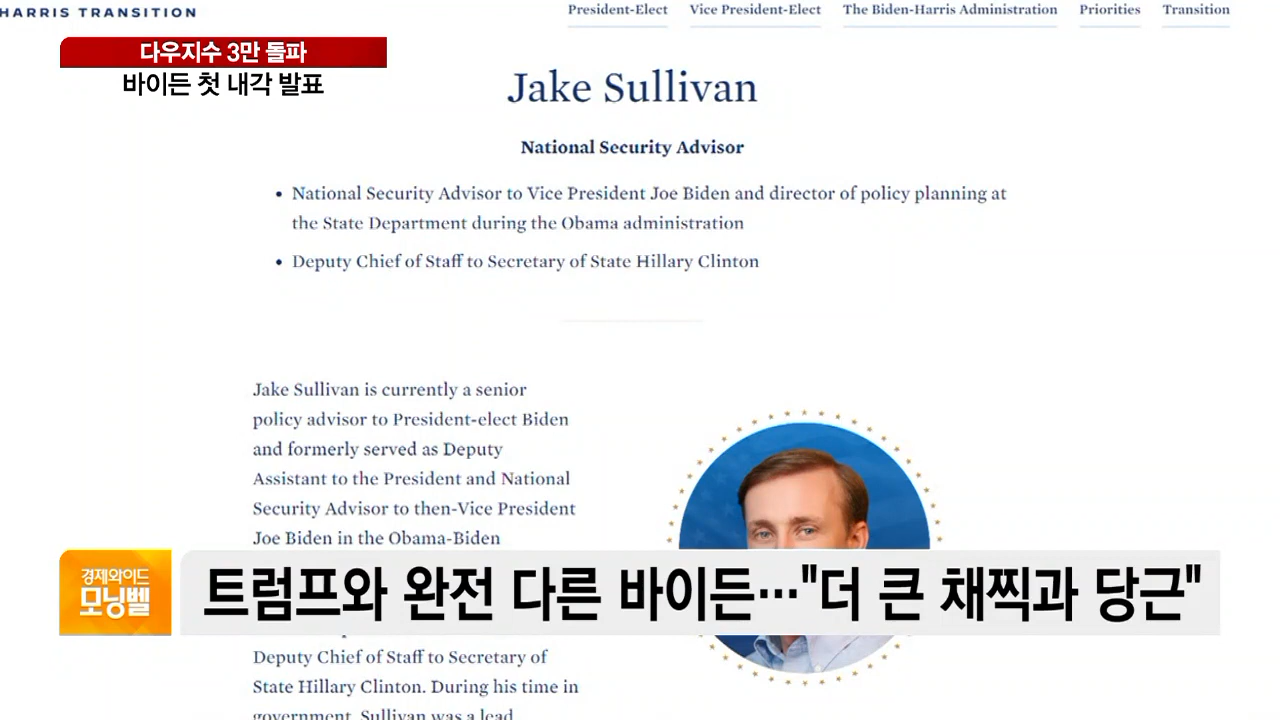 HARRIS TRANSITION
President-Elect Vice President-Elect The Biden-Harris Administration Priorities Transition
다우지수 3만 돌파
바이든 첫 내각 발표
Jake Sullivan
National Security Advisor
• National Security Advisor to Vice President Joe Biden and director of policy planning at
the State Department during the Obama administration
• Deputy Chief of Staff to Secretary of State Hillary Clinton
Jake Sullivan is currently a senior
policy advisor to President-elect Biden
and formerly served as Deputy
Assistant to the President and National
Security Advisor to then-Vice President
Joe Biden in the Obama-Biden
경제와이드
모닝벨
트럼프와 완전 다른 바이든…"더 큰 채찍과 당근"
Deputy Chief of Staff to Secretary of
State Hillary Clinton. During his time in
government, Sullivan was a lead